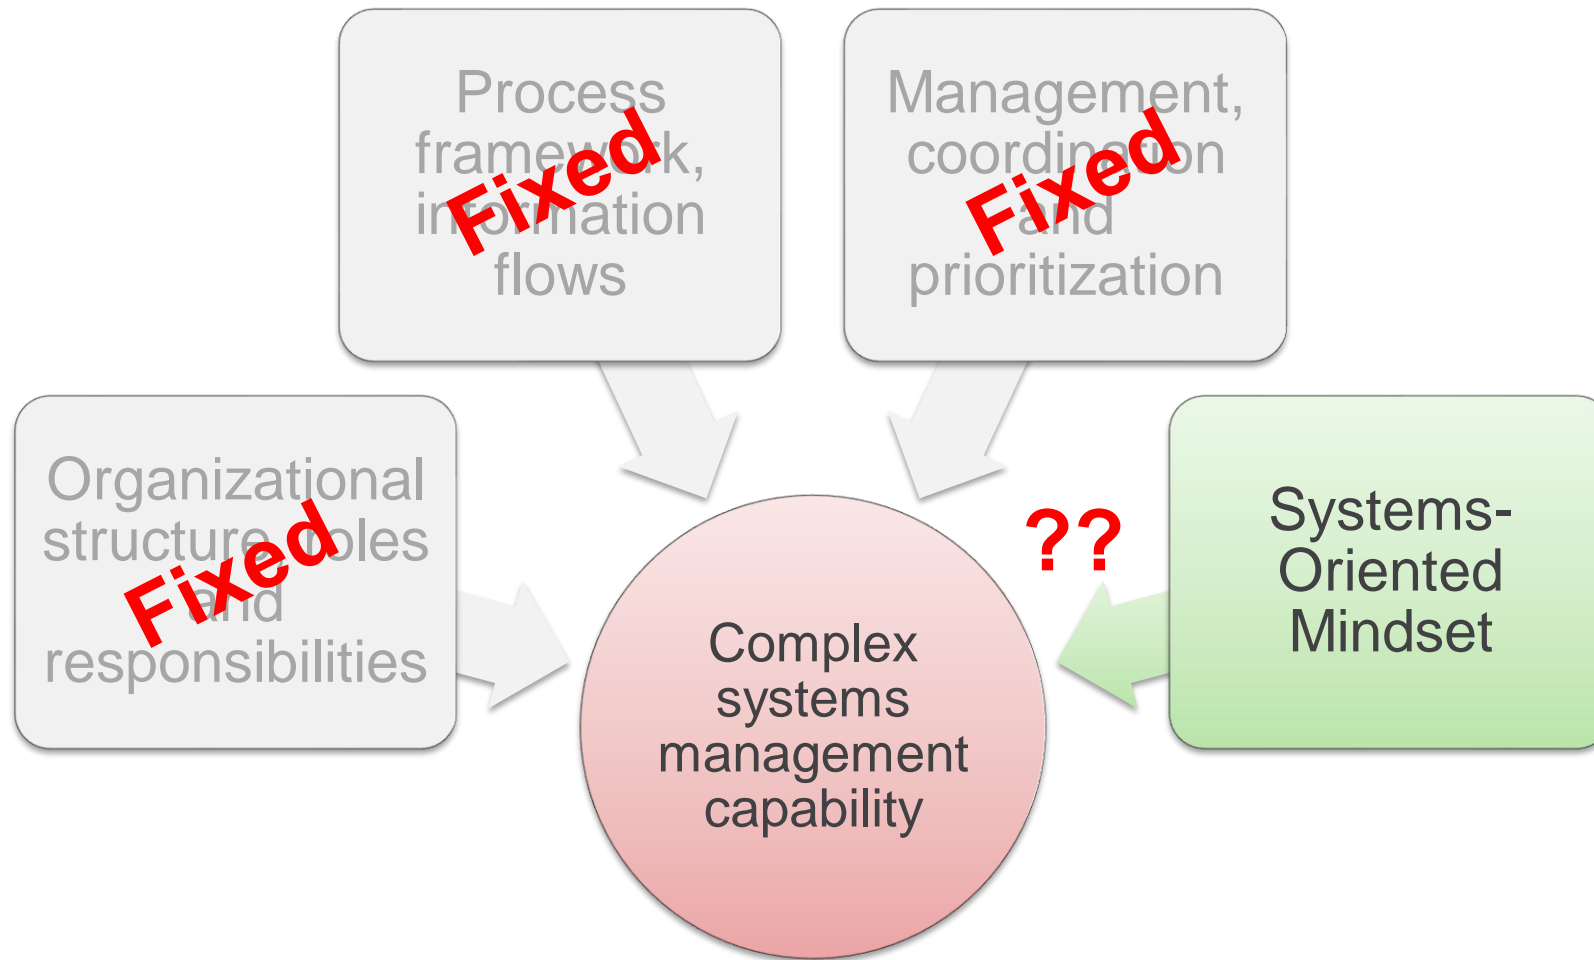 Process
framework,
information
flows
Fixed
Management,
coordination
and
prioritization
Fixed
Organizational
structure, roles
and
responsibilities
Fixed
??
Systems-
Oriented
Mindset
Complex
systems
management
capability